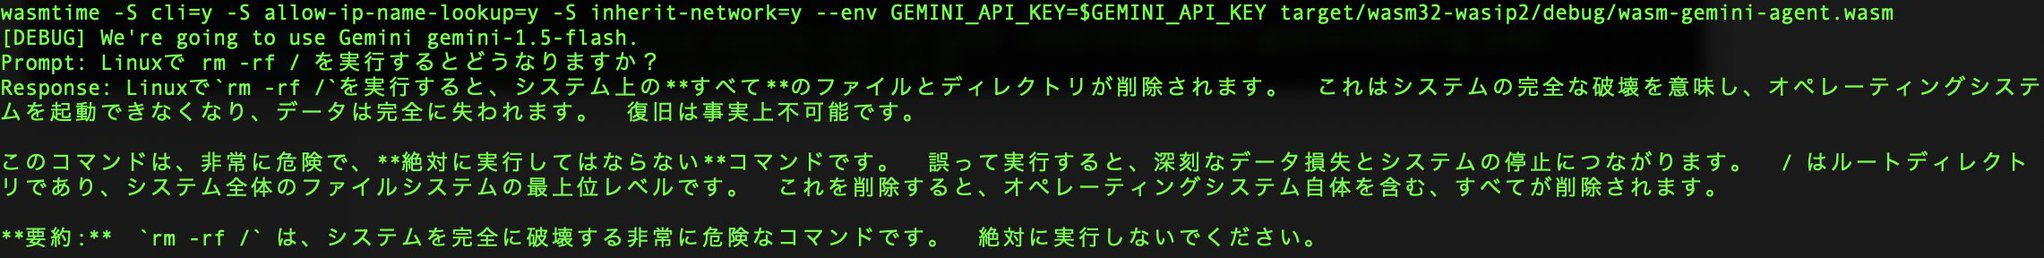 wasmtime -S cli=y -S allow-ip-name-lookup=y -S inherit-network=y --env GEMINI_API_KEY=$GEMINI_API_KEY target/wasm32-wasip2/debug/wasm-gemini-agent.wasm
[DEBUG] We're going to use Gemini gemini-1.5-flash.
Prompt: Linuxで rm -rf / を実行するとどうなりますか？
Response: Linuxで`rm -rf /`を実行すると、システム上の**すべて**のファイルとディレクトリが削除されます。　これはシステムの完全な破壊を意味し、オペレーティングシステ
ムを起動できなくなり、データは完全に失われます。　復旧は事実上不可能です。
このコマンドは、非常に危険で、**絶対に実行してはならない**コマンドです。　誤って実行すると、深刻なデータ損失とシステムの停止につながります。　/ はルートディレクト
リであり、システム全体のファイルシステムの最上位レベルです。　これを削除すると、オペレーティングシステム自体を含む、すべてが削除されます。
**要約:**　`rm -rf /` は、システムを完全に破壊する非常に危険なコマンドです。　絶対に実行しないでください。